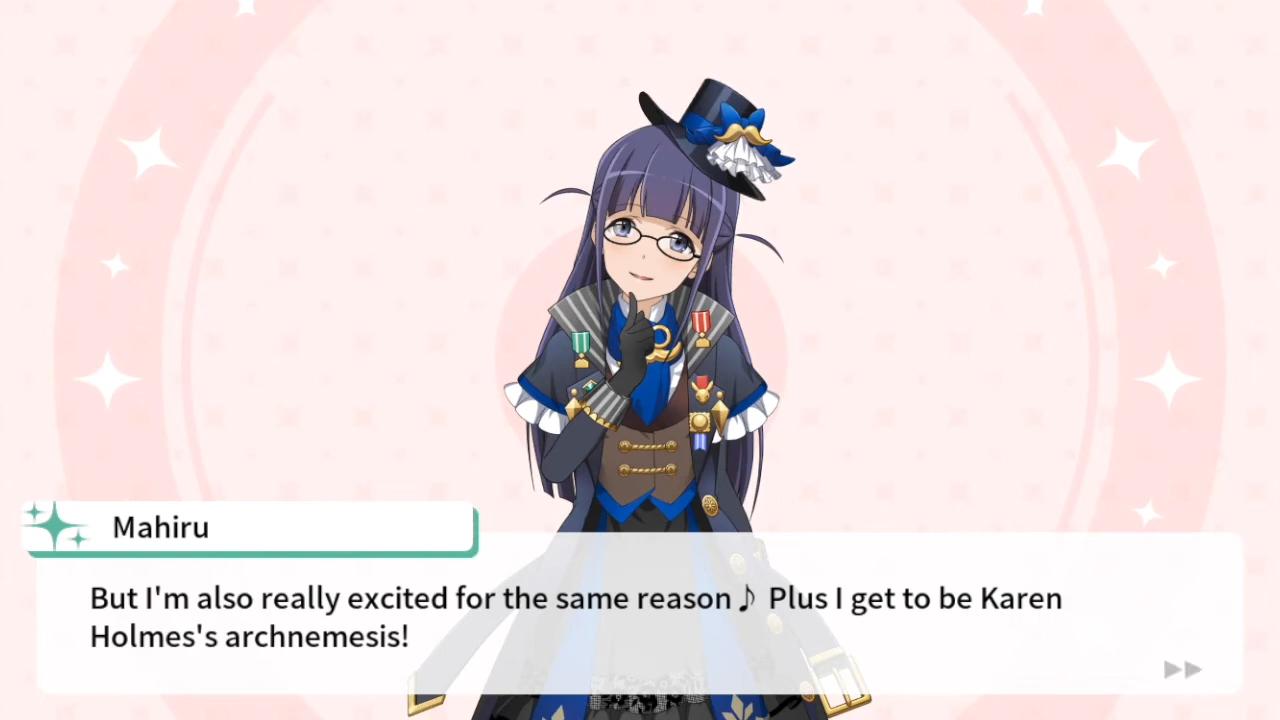 Mahiru
But I'm also really excited for the same reason♪ Plus I get to be Karen
Holmes's archnemesis!